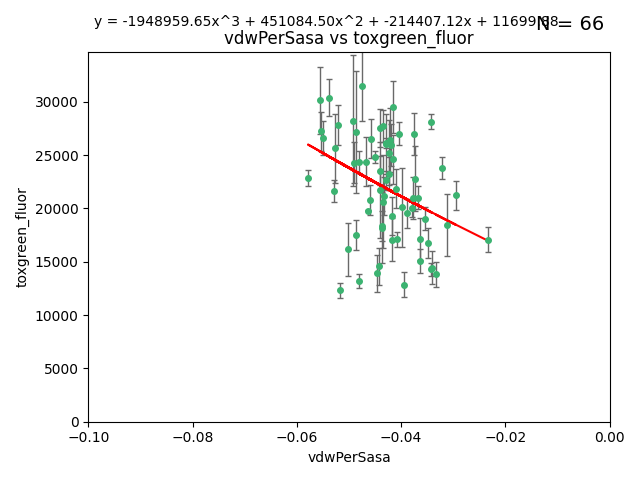 y = -1948959.65x^3 + 451084.50x^2 + -214407.12x + 11699.88
N = 66
vdwPerSasa vs toxgreen_fluor
30000
25000
20000
15000
10000
5000
0
toxgreen_fluor
−0.10 −0.08 −0.06 −0.04 −0.02 0.00
vdwPerSasa